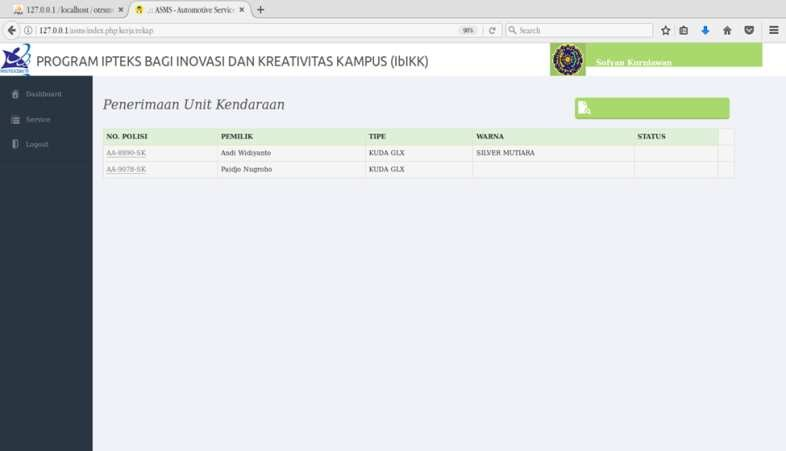 127.0.0.1 / localhost / otrsm
.:: ASMS - Automotive Service
127.0.0.1/asms/index.php/kerja/rekap
90%
Search
PROGRAM IPTEKS BAGI INOVASI DAN KREATIVITAS KAMPUS (IbIKK)
Sofyan Kurniawan
Dashboard
Service
Logout
Penerimaan Unit Kendaraan
NO. POLISI PEMILIK TIPE WARNA STATUS
AA-8890-SK Andi Widiyanto KUDA GLX SILVER MUTIARA
AA-9078-SK Paidjo Nugroho KUDA GLX